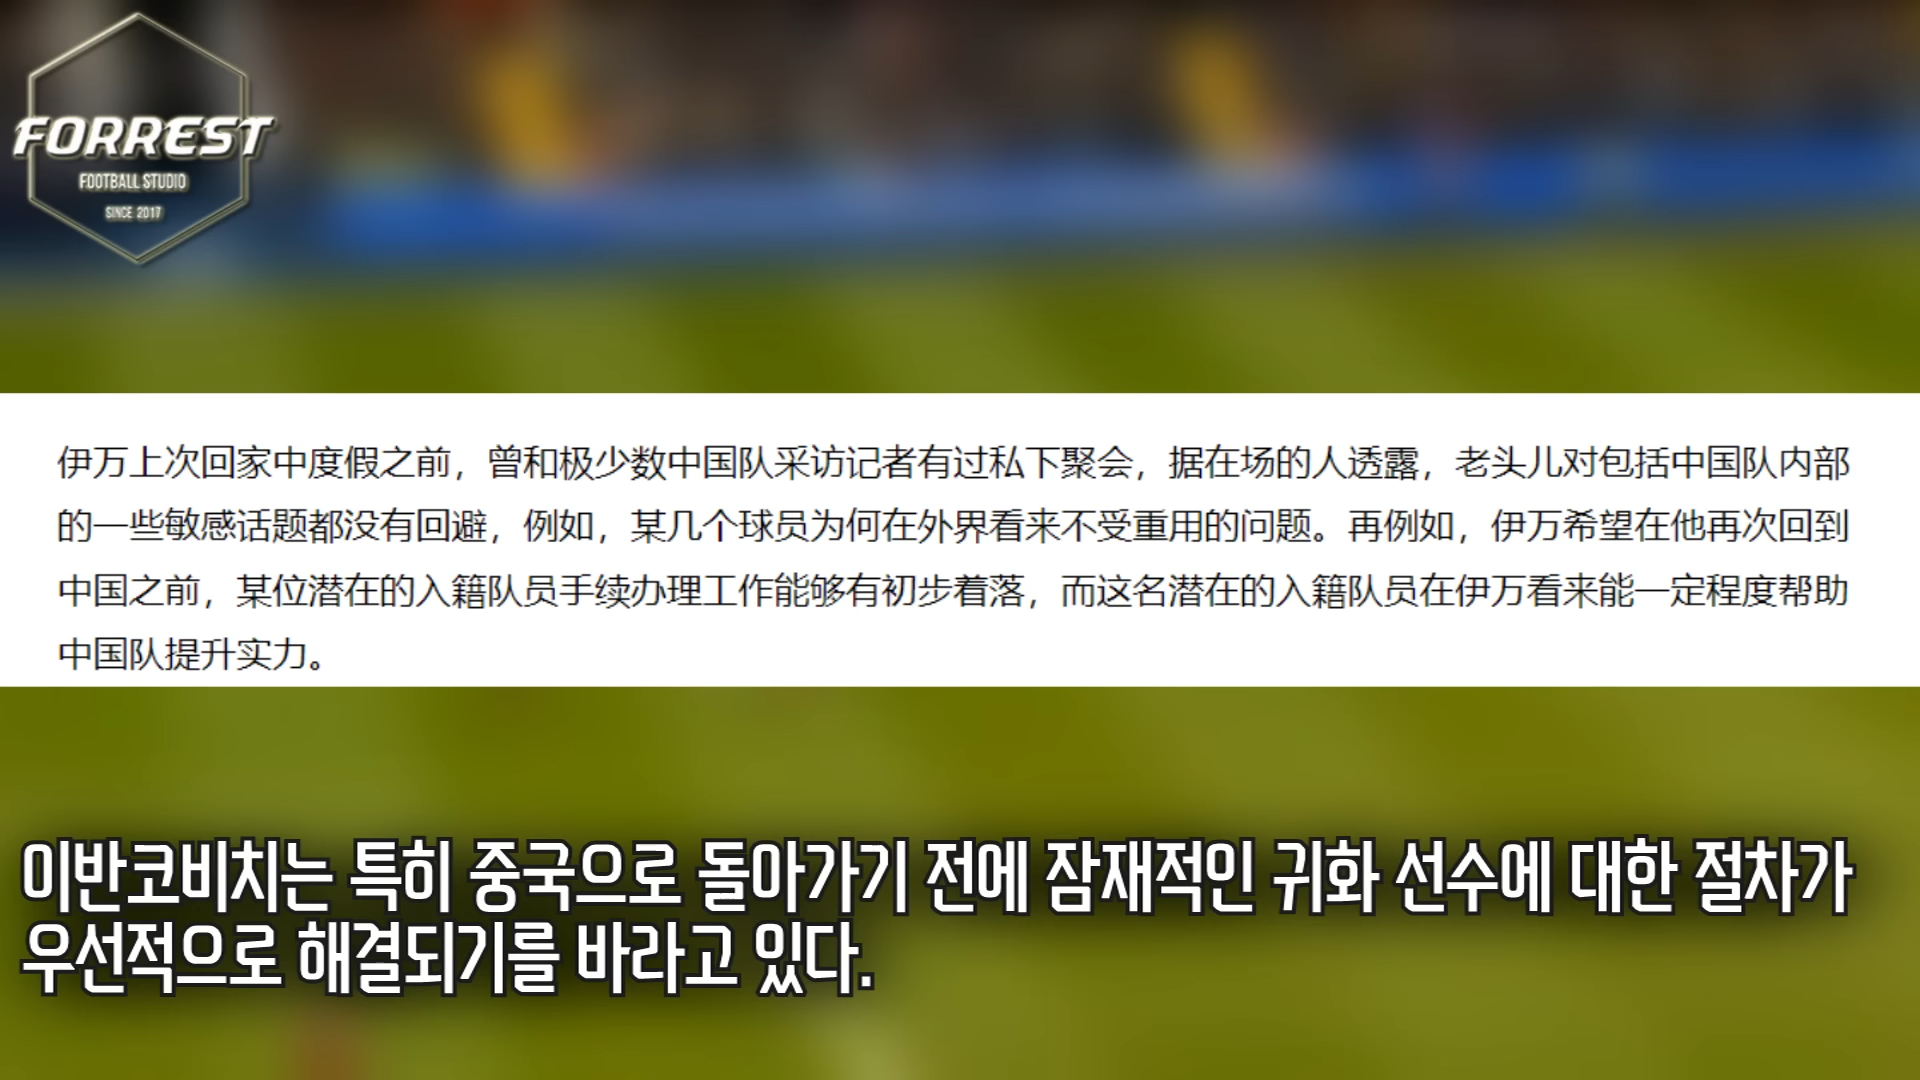 FORREST
FOOTBALL STUDIO
SINCE 2017
伊万上次回家中度假之前，曾和极少数中国队采访记者有过私下聚会，据在场的人透露，老头儿对包括中国队内部
的一些敏感话题都没有回避，例如，某几个球员为何在外界看来不受重用的问题。再例如，伊万希望在他再次回到
中国之前，某位潜在的入籍队员手续办理工作能够有初步着落，而这名潜在的入籍队员在伊万看来能一定程度帮助
中国队提升实力。
이반코비치는 특히 중국으로 돌아가기 전에 잠재적인 귀화 선수에 대한 절차가
우선적으로 해결되기를 바라고 있다.